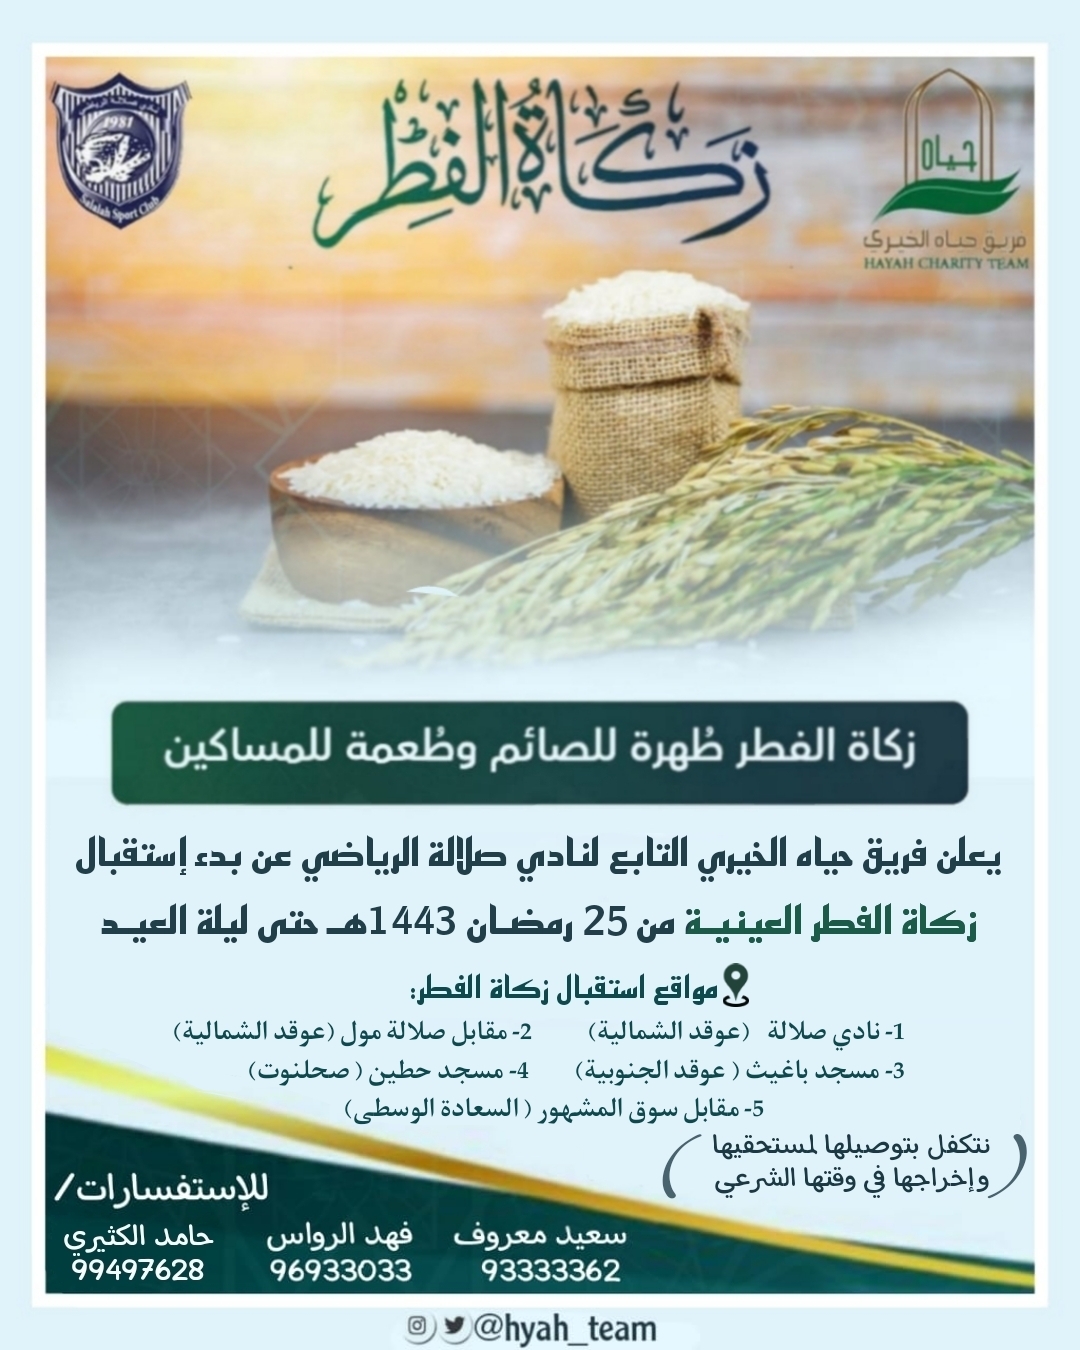 زَكَاةُ الفِطْرِ
1981
Salalah Sport Club
حياه
فريق حياه الخيري
HAYAH CHARITY TEAM
زكاة الفطر طُهرة للصائم وطُعمة للمساكين
يعلن فريق حياه الخيري التابع لنادي صلالة الرياضي عن بدء إستقبال
زكاة الفطر العينيـة من 25 رمضـان 1443هـ حتى ليلة العيـد
مواقع استقبال زكاة الفطر:
1- نادي صلالة (عوقد الشمالية) 2- مقابل صلالة مول (عوقد الشمالية)
3- مسجد باغيث ( عوقد الجنوبية) 4- مسجد حطين ( صحلنوت)
5- مقابل سوق المشهور ( السعادة الوسطى)
(نتكفل بتوصيلها لمستحقيها
وإخراجها في وقتها الشرعي)
للإستفسارات/
سعيد معروف فهد الرواس حامد الكثيري
93333362 96933033 99497628
@hyah_team